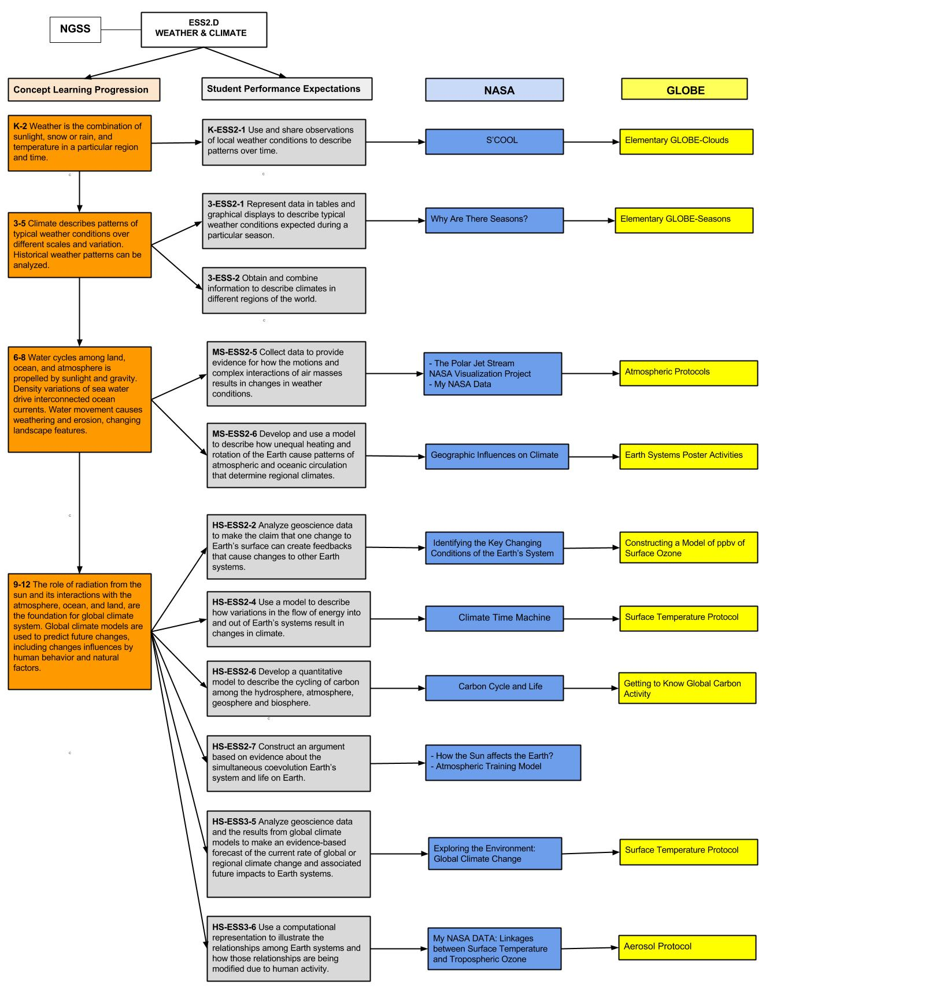 NGSS
ESS2.D
WEATHER & CLIMATE
Concept Learning Progression
Student Performance Expectations
NASA
GLOBE
K-2 Weather is the combination of
sunlight, snow or rain, and
temperature in a particular region
and time.
K-ESS2-1 Use and share observations
of local weather conditions to describe
patterns over time.
S'COOL
Elementary GLOBE-Clouds
c
c
3-5 Climate describes patterns of
typical weather conditions over
different scales and variation.
Historical weather patterns can be
analyzed.
3-ESS2-1 Represent data in tables and
graphical displays to describe typical
weather conditions expected during a
particular season.
Why Are There Seasons?
Elementary GLOBE-Seasons
3-ESS-2 Obtain and combine
information to describe climates in
different regions of the world.
c
6-8 Water cycles among land,
ocean, and atmosphere is
propelled by sunlight and gravity.
Density variations of sea water
drive interconnected ocean
currents. Water movement causes
weathering and erosion, changing
landscape features.
MS-ESS2-5 Collect data to provide
evidence for how the motions and
complex interactions of air masses
results in changes in weather
conditions.
- The Polar Jet Stream
NASA Visualization Project
- My NASA Data
Atmospheric Protocols
MS-ESS2-6 Develop and use a model
to describe how unequal heating and
rotation of the Earth cause patterns of
atmospheric and oceanic circulation
that determine regional climates.
Geographic Influences on Climate
Earth Systems Poster Activities
c
9-12 The role of radiation from the
sun and its interactions with the
atmosphere, ocean, and land, are
the foundation for global climate
system. Global climate models are
used to predict future changes,
including changes influences by
human behavior and natural
factors.
HS-ESS2-2 Analyze geoscience data
to make the claim that one change to
Earth's surface can create feedbacks
that cause changes to other Earth
systems.
Identifying the Key Changing
Conditions of the Earth's System
Constructing a Model of ppbv of
Surface Ozone
HS-ESS2-4 Use a model to describe
how variations in the flow of energy into
and out of Earth's systems result in
changes in climate.
Climate Time Machine
Surface Temperature Protocol
HS-ESS2-6 Develop a quantitative
model to describe the cycling of carbon
among the hydrosphere, atmosphere,
geosphere and biosphere.
Carbon Cycle and Life
Getting to Know Global Carbon
Activity
c
c
HS-ESS2-7 Construct an argument
based on evidence about the
simultaneous coevolution Earth's
system and life on Earth.
- How the Sun affects the Earth?
- Atmospheric Training Model
HS-ESS3-5 Analyze geoscience data
and the results from global climate
models to make an evidence-based
forecast of the current rate of global or
regional climate change and associated
future impacts to Earth systems.
Exploring the Environment:
Global Climate Change
Surface Temperature Protocol
HS-ESS3-6 Use a computational
representation to illustrate the
relationships among Earth systems and
how those relationships are being
modified due to human activity.
My NASA DATA: Linkages
between Surface Temperature
and Tropospheric Ozone
Aerosol Protocol